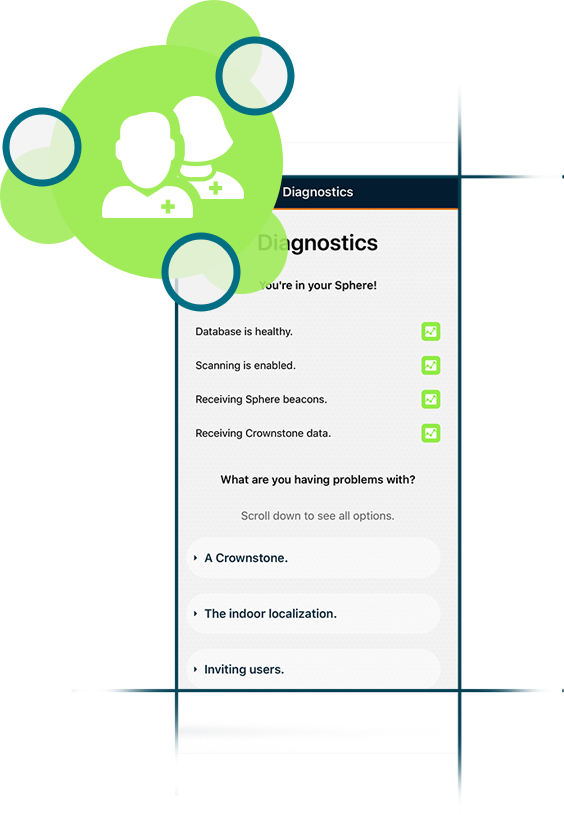 Diagnostics
Diagnostics
You're in your Sphere!
Database is healthy.
Scanning is enabled.
Receiving Sphere beacons.
Receiving Crownstone data.
What are you having problems with?
Scroll down to see all options.
A Crownstone.
The indoor localization.
Inviting users.